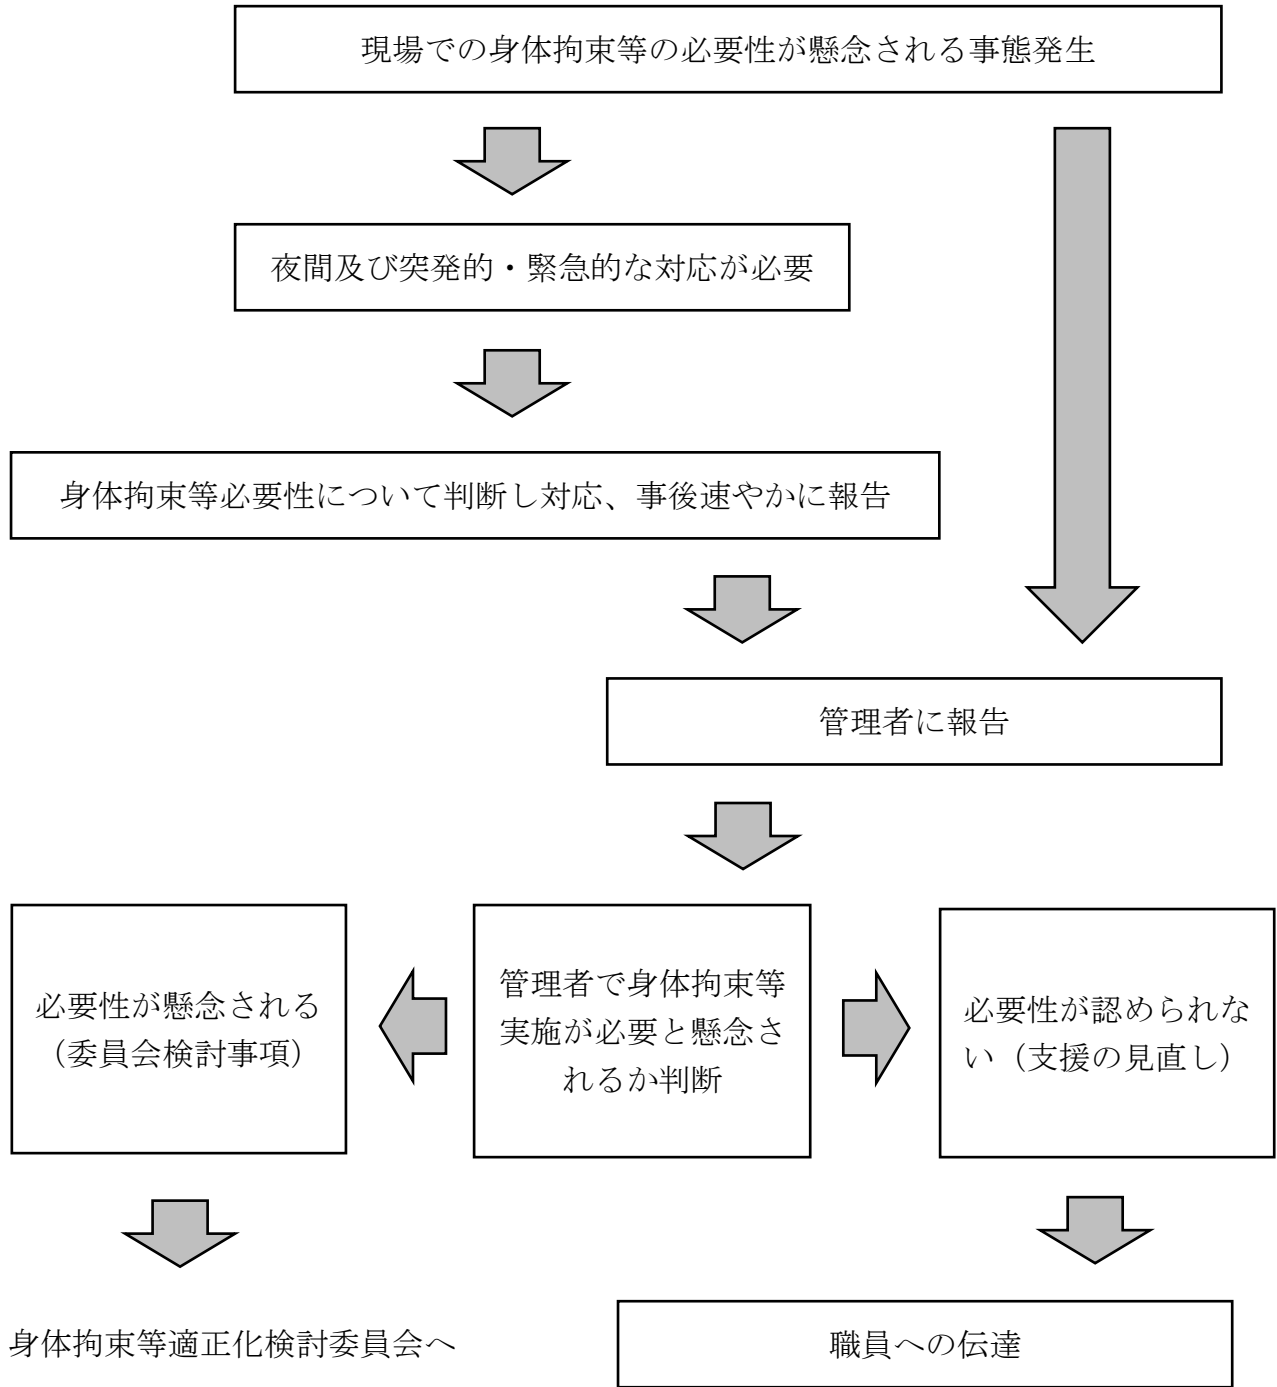 現場での身体拘束等の必要性が懸念される事態発生
夜間及び突発的・緊急的な対応が必要
身体拘束等必要性について判断し対応、事後速やかに報告
管理者に報告
必要性が懸念される
（委員会検討事項）
管理者で身体拘束等
実施が必要と懸念さ
れるか判断
必要性が認められな
い（支援の見直し）
身体拘束等適正化検討委員会へ
職員への伝達